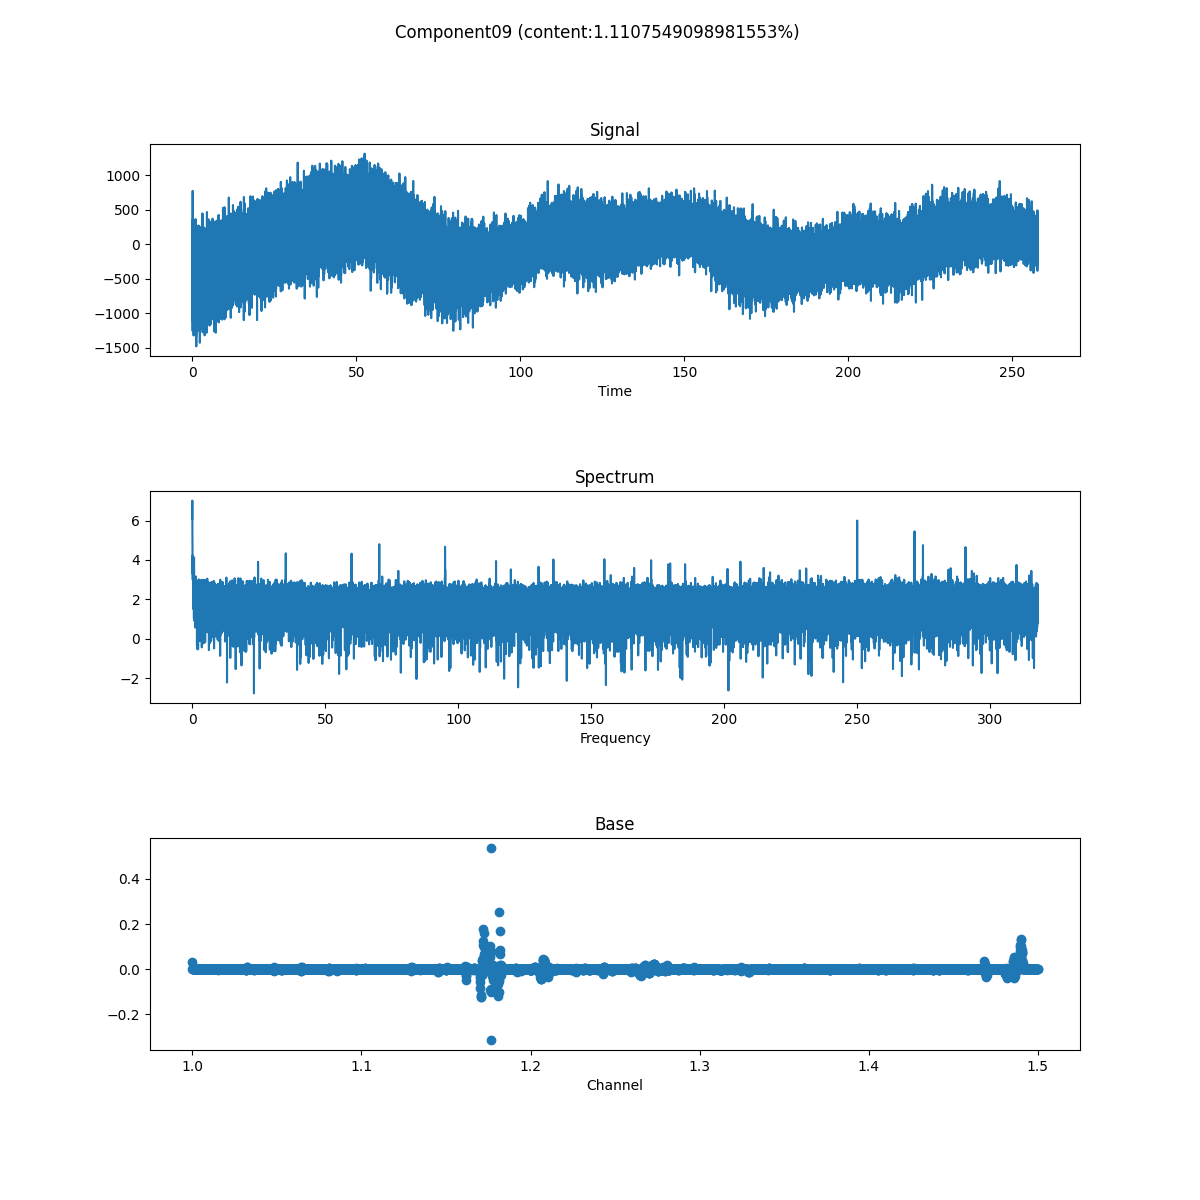 Component09 (content:1.1107549098981553%)
Signal
1000
500
0
−500
−1000
−1500
0 50 100 150 200 250
Time
Spectrum
6
4
2
0
−2
0 50 100 150 200 250 300
Frequency
Base
0.4
0.2
0.0
−0.2
1.0 1.1 1.2 1.3 1.4 1.5
Channel